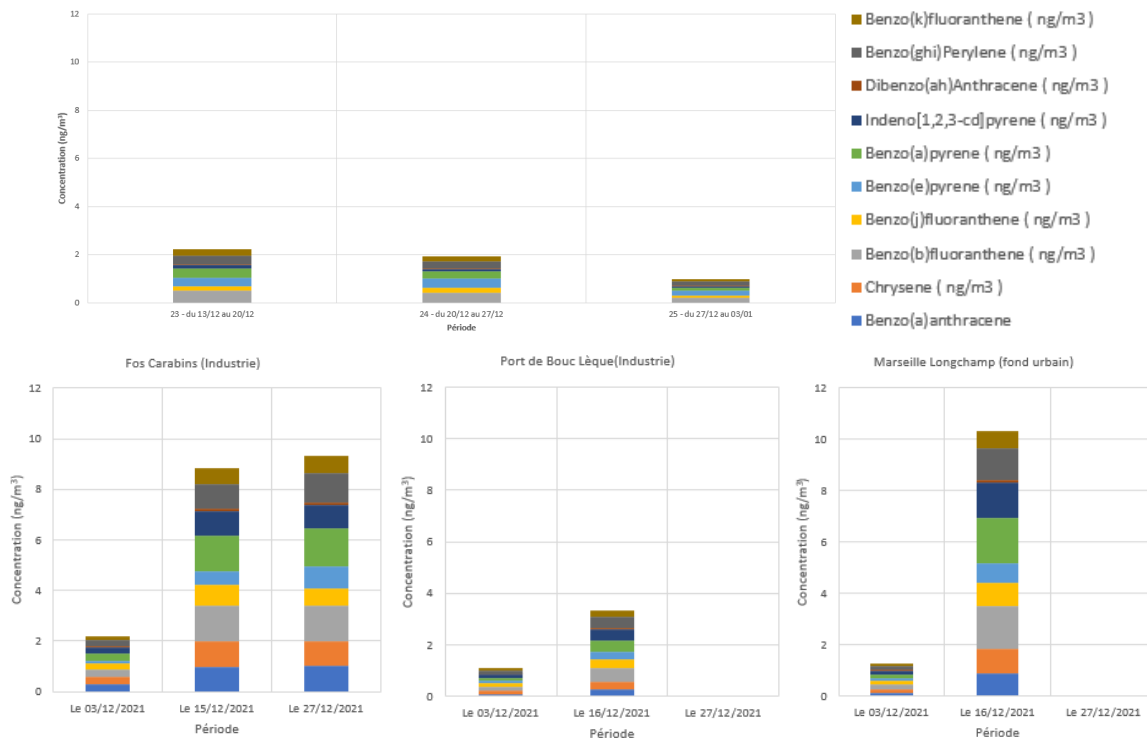 12
10
8
6
4
2
0
Concentration (ng/m³)
23 - du 13/12 au 20/12
24 - du 20/12 au 27/12
25 - du 27/12 au 03/01
Période
Benzo(k)fluoranthene ( ng/m3 )
Benzo(ghi)Perylene ( ng/m3 )
Dibenzo(ah)Anthracene ( ng/m3 )
Indeno[1,2,3-cd]pyrene ( ng/m3 )
Benzo(a)pyrene ( ng/m3 )
Benzo(e)pyrene ( ng/m3 )
Benzo(j)fluoranthene ( ng/m3 )
Benzo(b)fluoranthene ( ng/m3 )
Chrysene ( ng/m3 )
Benzo(a)anthracene
Fos Carabins (Industrie)
12
10
8
6
4
2
0
Concentration (ng/m³)
Le 03/12/2021
Le 15/12/2021
Le 27/12/2021
Période
Port de Bouc Lèque(Industrie)
12
10
8
6
4
2
0
Concentration (ng/m³)
Le 03/12/2021
Le 16/12/2021
Le 27/12/2021
Période
Marseille Longchamp (fond urbain)
12
10
8
6
4
2
0
Concentration (ng/m³)
Le 03/12/2021
Le 16/12/2021
Le 27/12/2021
Période